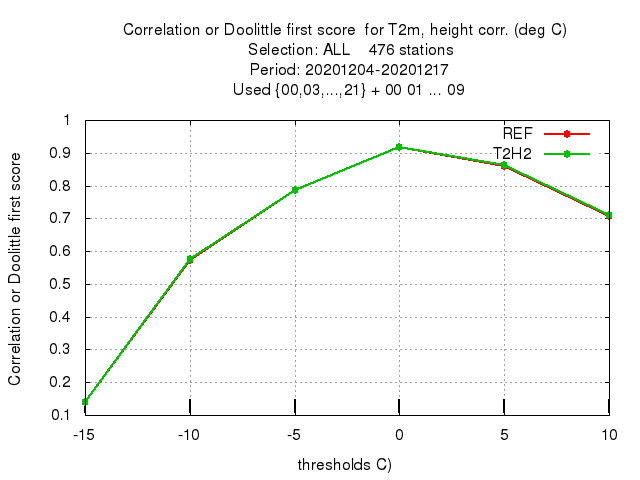 Correlation or Doolittle first score  for T2m, height corr. (deg C)
Selection: ALL    476 stations
Period: 20201204-20201217
Used {00,03,...,21} + 00 01 ... 09
REF
T2H2
Correlation or Doolittle first score
1
0.9
0.8
0.7
0.6
0.5
0.4
0.3
0.2
0.1
-15 -10 -5 0 5 10
thresholds C)